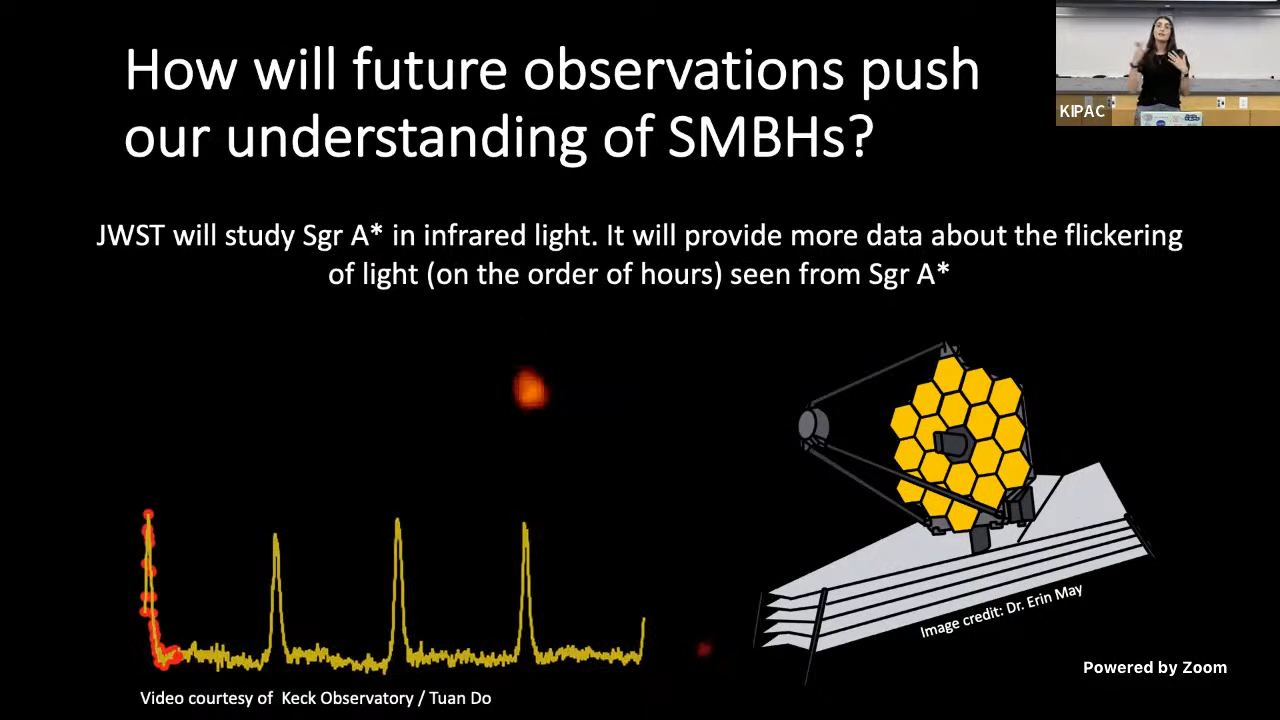 How will future observations push
our understanding of SMBHs?
KIPAC
JWST will study Sgr A* in infrared light. It will provide more data about the flickering
of light (on the order of hours) seen from Sgr A*
Image credit: Dr. Erin May
Powered by Zoom
Video courtesy of Keck Observatory / Tuan Do